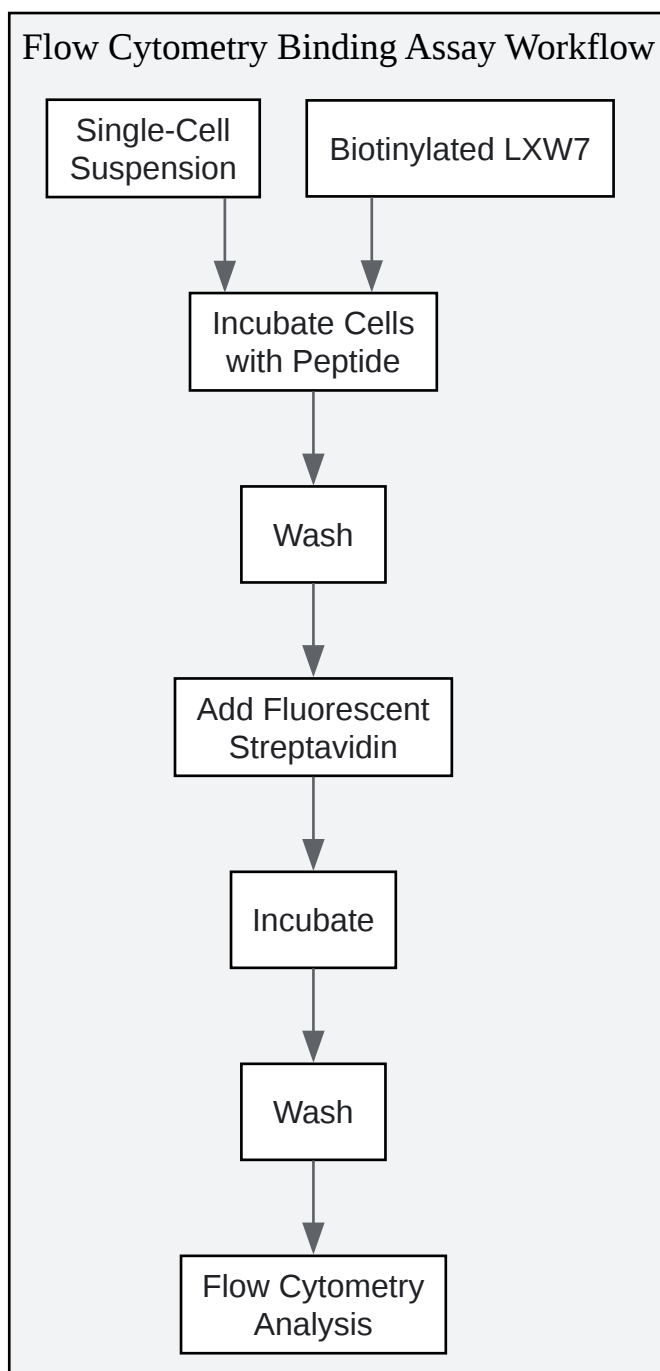 Flow Cytometry Binding Assay Workflow
Single-Cell
Suspension
Biotinylated LXW7
Incubate Cells
with Peptide
Wash
Add Fluorescent
Streptavidin
Incubate
Wash
Flow Cytometry
Analysis